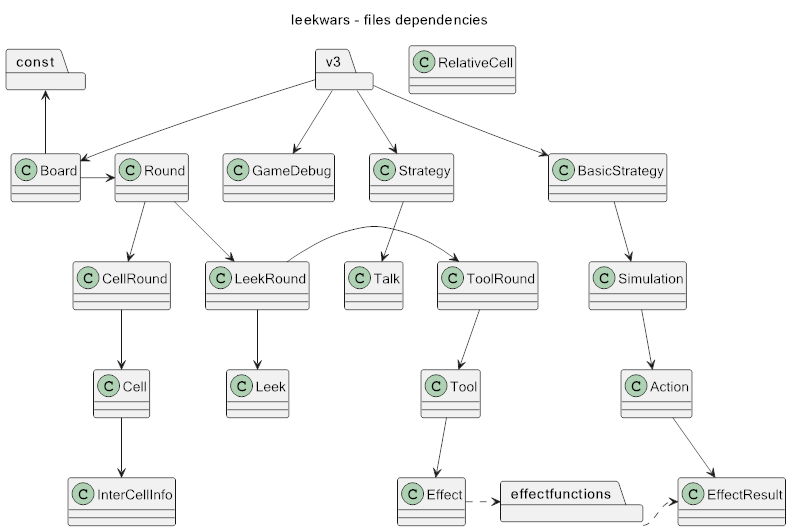 leekwars - files dependencies
const
v3
C RelativeCell
C Board
C Round
C GameDebug
C Strategy
C BasicStrategy
C CellRound
C LeekRound
C Talk
C ToolRound
C Simulation
C Cell
C Leek
C Tool
C Action
C InterCellInfo
C Effect
effectfunctions
C EffectResult